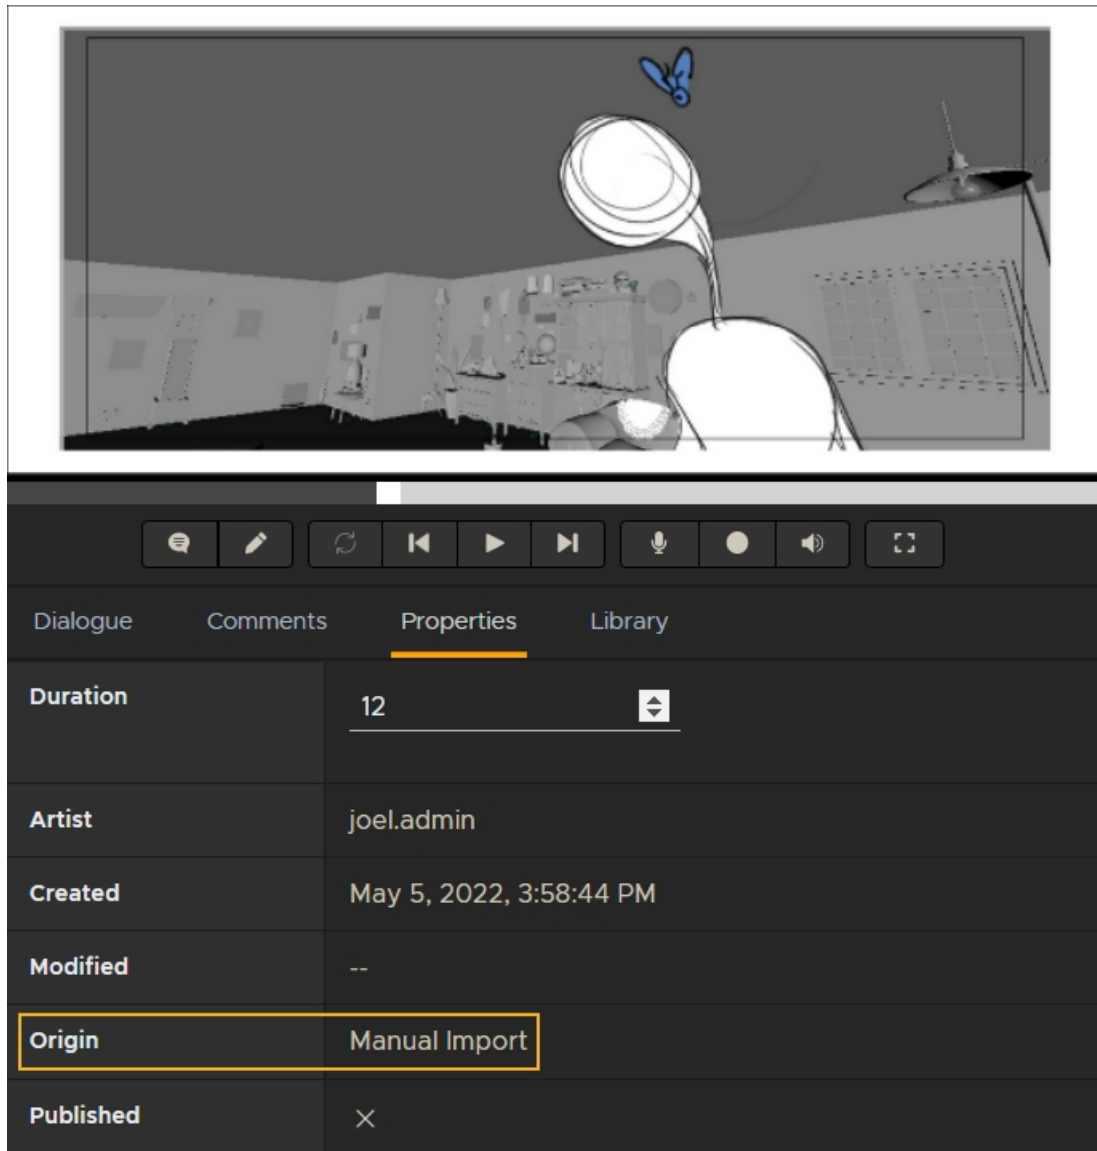 Dialogue Comments Properties Library
Duration 12
Artist joel.admin
Created May 5, 2022, 3:58:44 PM
Modified --
Origin Manual Import
Published ×